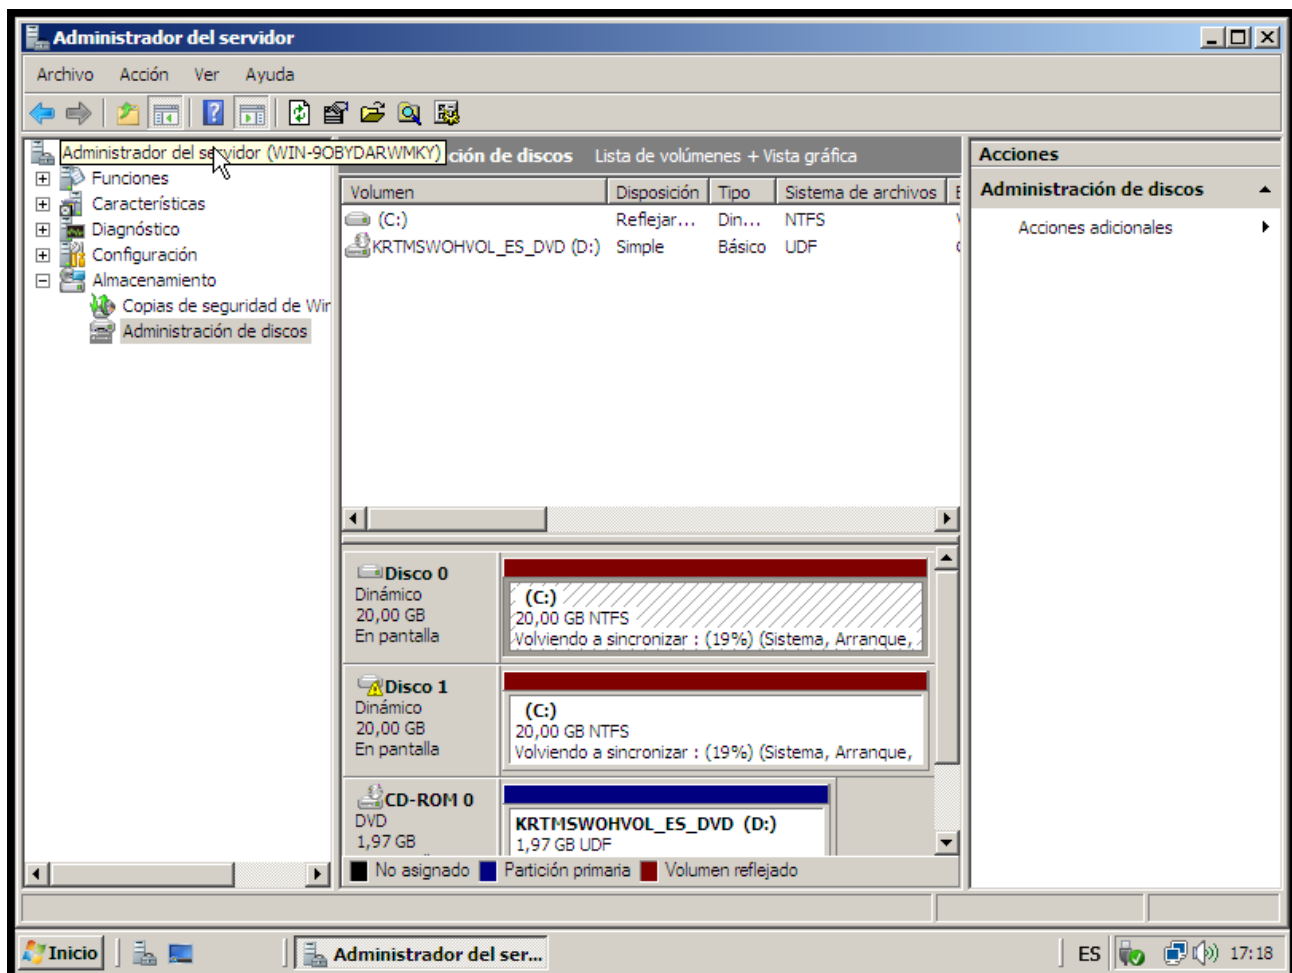 Administrador del servidor
Archivo Acción Ver Ayuda
Administrador del servidor (WIN-9OBYDARWMKY)
Funciones
Características
Diagnóstico
Configuración
Almacenamiento
Copias de seguridad de Wir
Administración de discos
ción de discos Lista de volúmenes + Vista gráfica
Volumen Disposición Tipo Sistema de archivos E
(C:) Reflejar... Din... NTFS
KRTMSWOHVOL_ES_DVD (D:) Simple Básico UDF
Disco 0
Dinámico
20,00 GB
En pantalla
(C:)
20,00 GB NTFS
Volviendo a sincronizar : (19%) (Sistema, Arranque,
Disco 1
Dinámico
20,00 GB
En pantalla
(C:)
20,00 GB NTFS
Volviendo a sincronizar : (19%) (Sistema, Arranque,
CD-ROM 0
DVD
1,97 GB
KRTMSWOHVOL_ES_DVD (D:)
1,97 GB UDF
No asignado Partición primaria Volumen reflejado
Acciones
Administración de discos
Acciones adicionales
Inicio
Administrador del ser...
ES
17:18